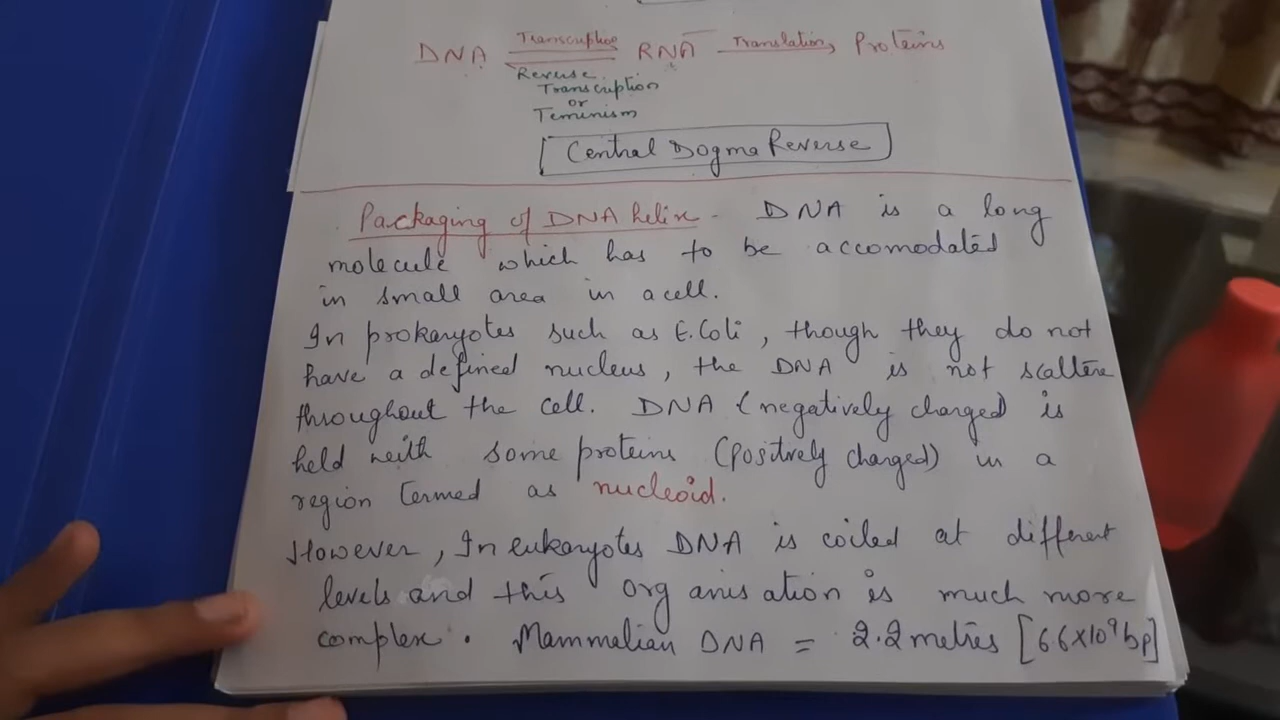 DNA Transcription RNA Translation Proteins
Reverse
Transcription
or
Teminism
Central Dogma Reverse
Packaging of DNA helix - DNA is a long
molecule which has to be accomodated
in small area in a cell.
In prokaryotes such as E.Coli, though they do not
have a defined nucleus, the DNA is not scattere
throughout the cell. DNA (negatively charged) is
held with some proteins (positively charged) in a
region termed as nucleoid.
However, In eukaryotes DNA is coiled at different
levels and this organisation is much more
complex. Mammalian DNA = 2.2 metres [6.6x10⁹bp]